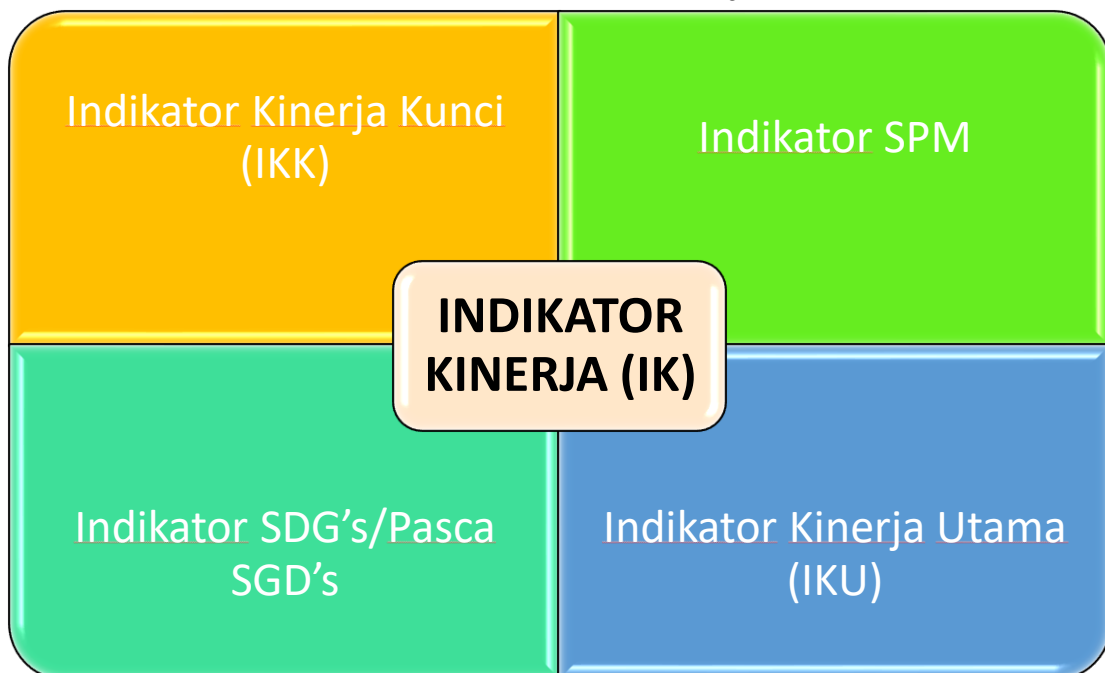 Indikator Kinerja Kunci
(IKK)
Indikator SPM
INDIKATOR
KINERJA (IK)
Indikator SDG’s/Pasca
SGD’s
Indikator Kinerja Utama
(IKU)